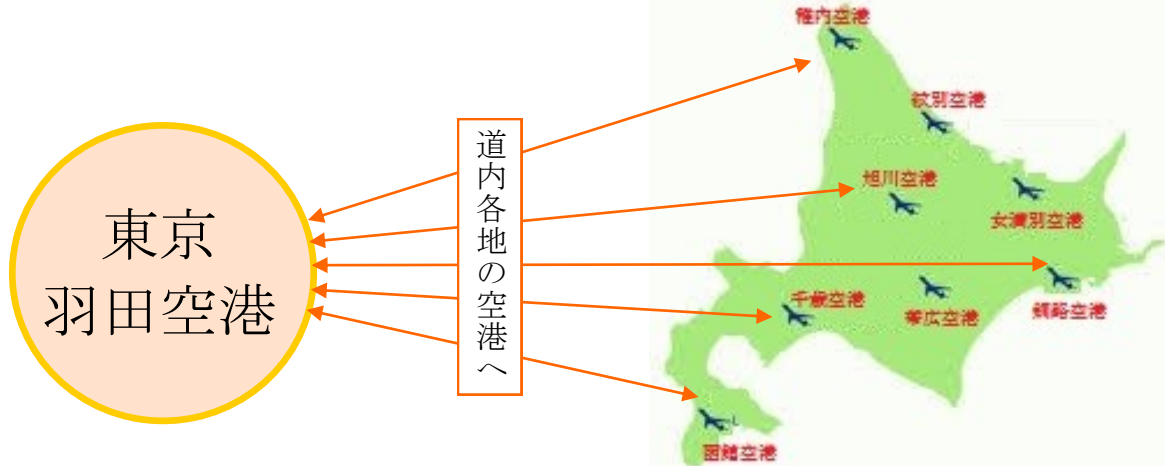 東京
羽田空港
道内各地の空港へ
稚内空港
紋別空港
旭川空港
女満別空港
千歳空港
帯広空港
釧路空港
函館空港